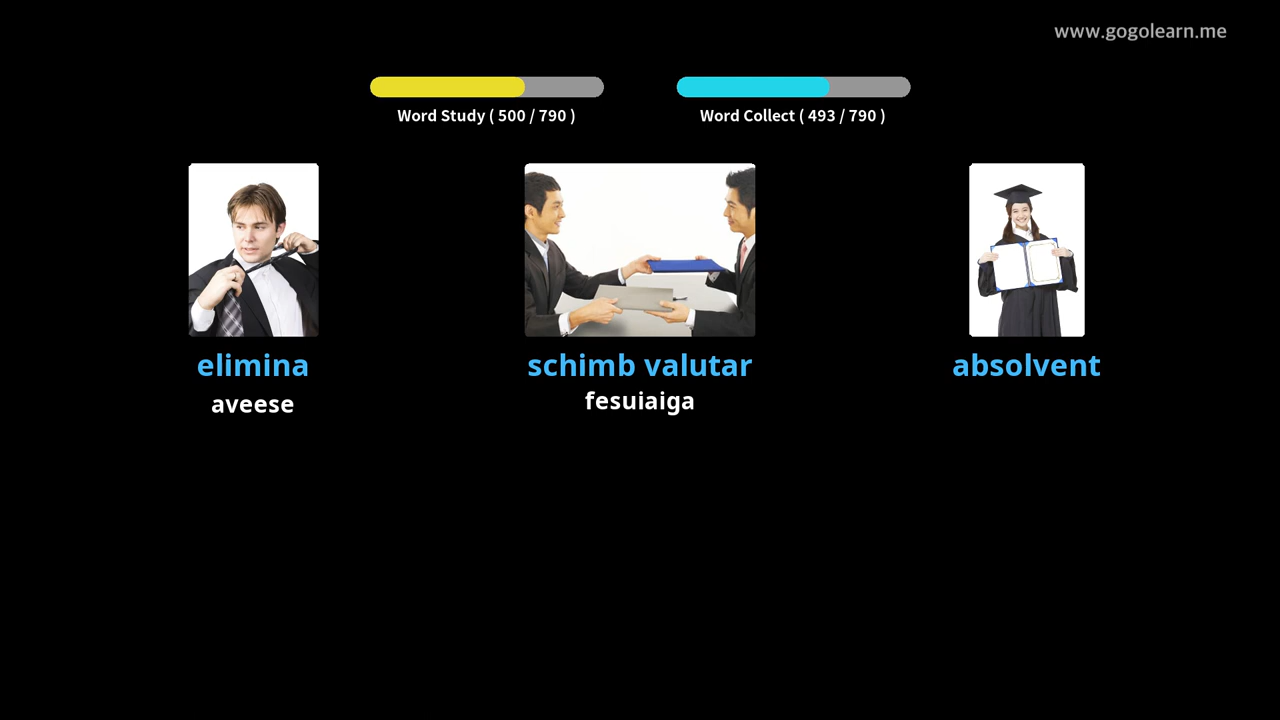 www.gogolearn.me
Word Study ( 500 / 790 )
Word Collect ( 493 / 790 )
elimina
aveese
schimb valutar
fesuiaiga
absolvent